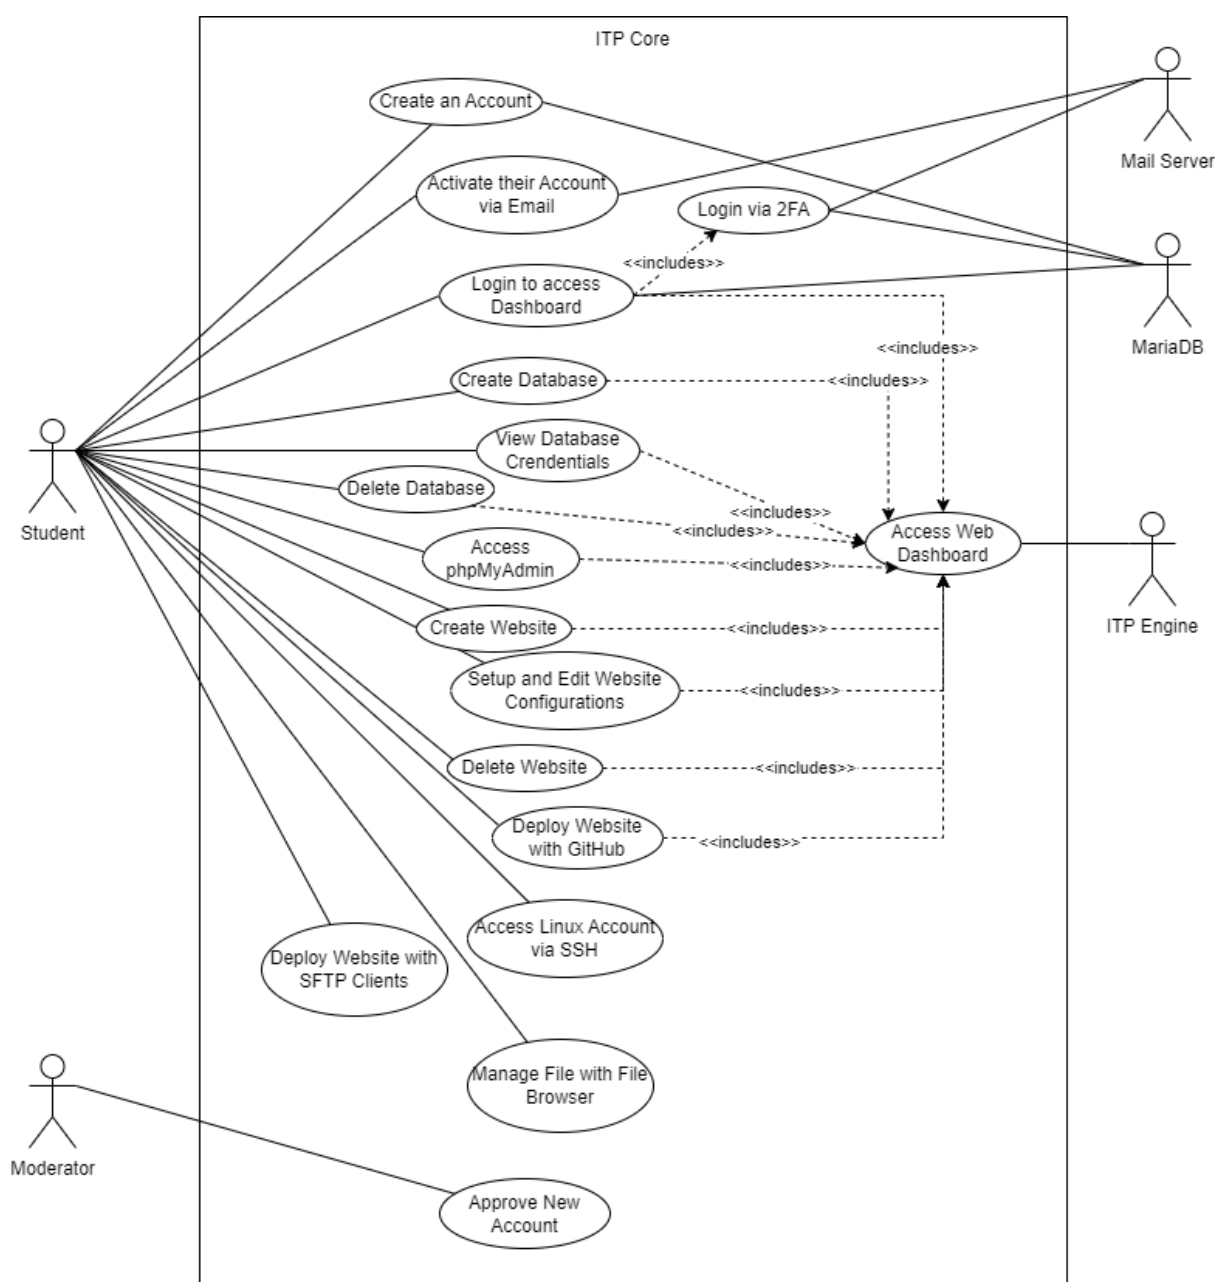 ITP Core
Create an Account
Mail Server
Activate their Account
via Email
Login via 2FA
<<includes>>
Login to access
Dashboard
MariaDB
<<includes>>
Create Database
<<includes>>
View Database
Crendentials
Delete Database
Student
<<includes>>
<<includes>>
Access Web
Dashboard
Access
phpMyAdmin
<<includes>>
ITP Engine
Create Website
<<includes>>
Setup and Edit Website
Configurations
<<includes>>
Delete Website
<<includes>>
Deploy Website
with GitHub
<<includes>>
Access Linux Account
via SSH
Deploy Website with
SFTP Clients
Manage File with File
Browser
Moderator
Approve New
Account